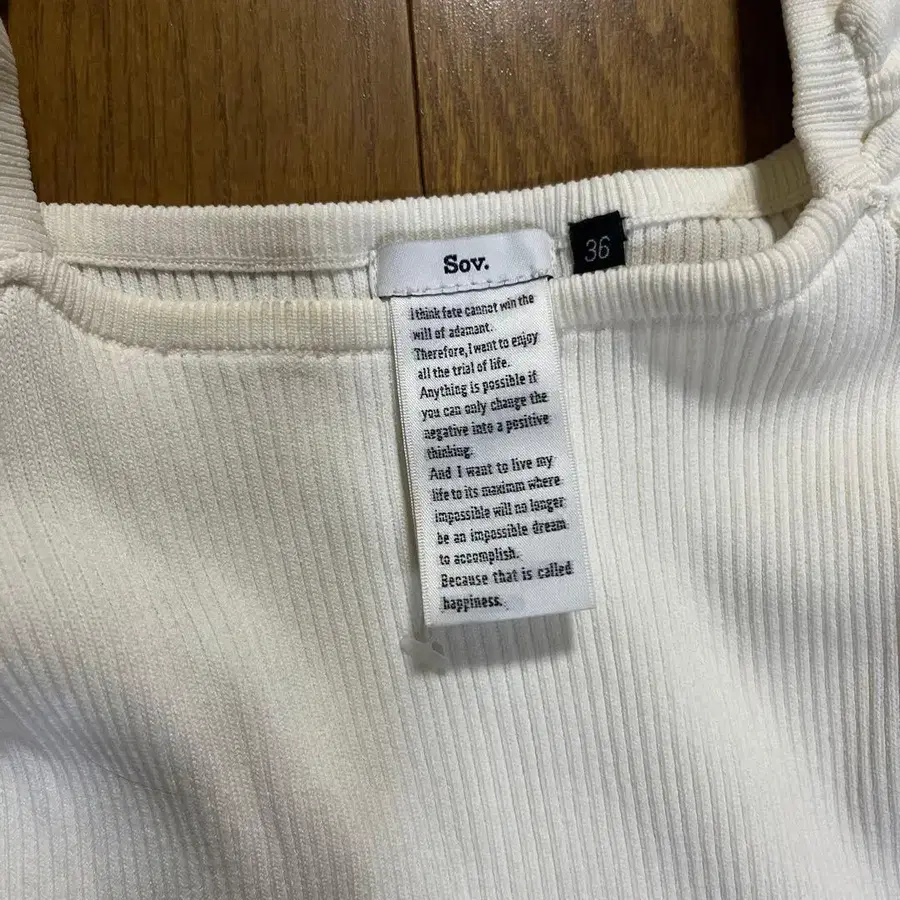 Sov.
36
I think fate cannot win the
will of adamant.
Therefore, I want to enjoy
all the trial of life.
Anything is possible if
you can only change the
negative into a positive
thinking.
And I want to live my
life to its maximm where
impossible will no longer
be an impossible dream
to accomplish.
Because that is called
happiness.